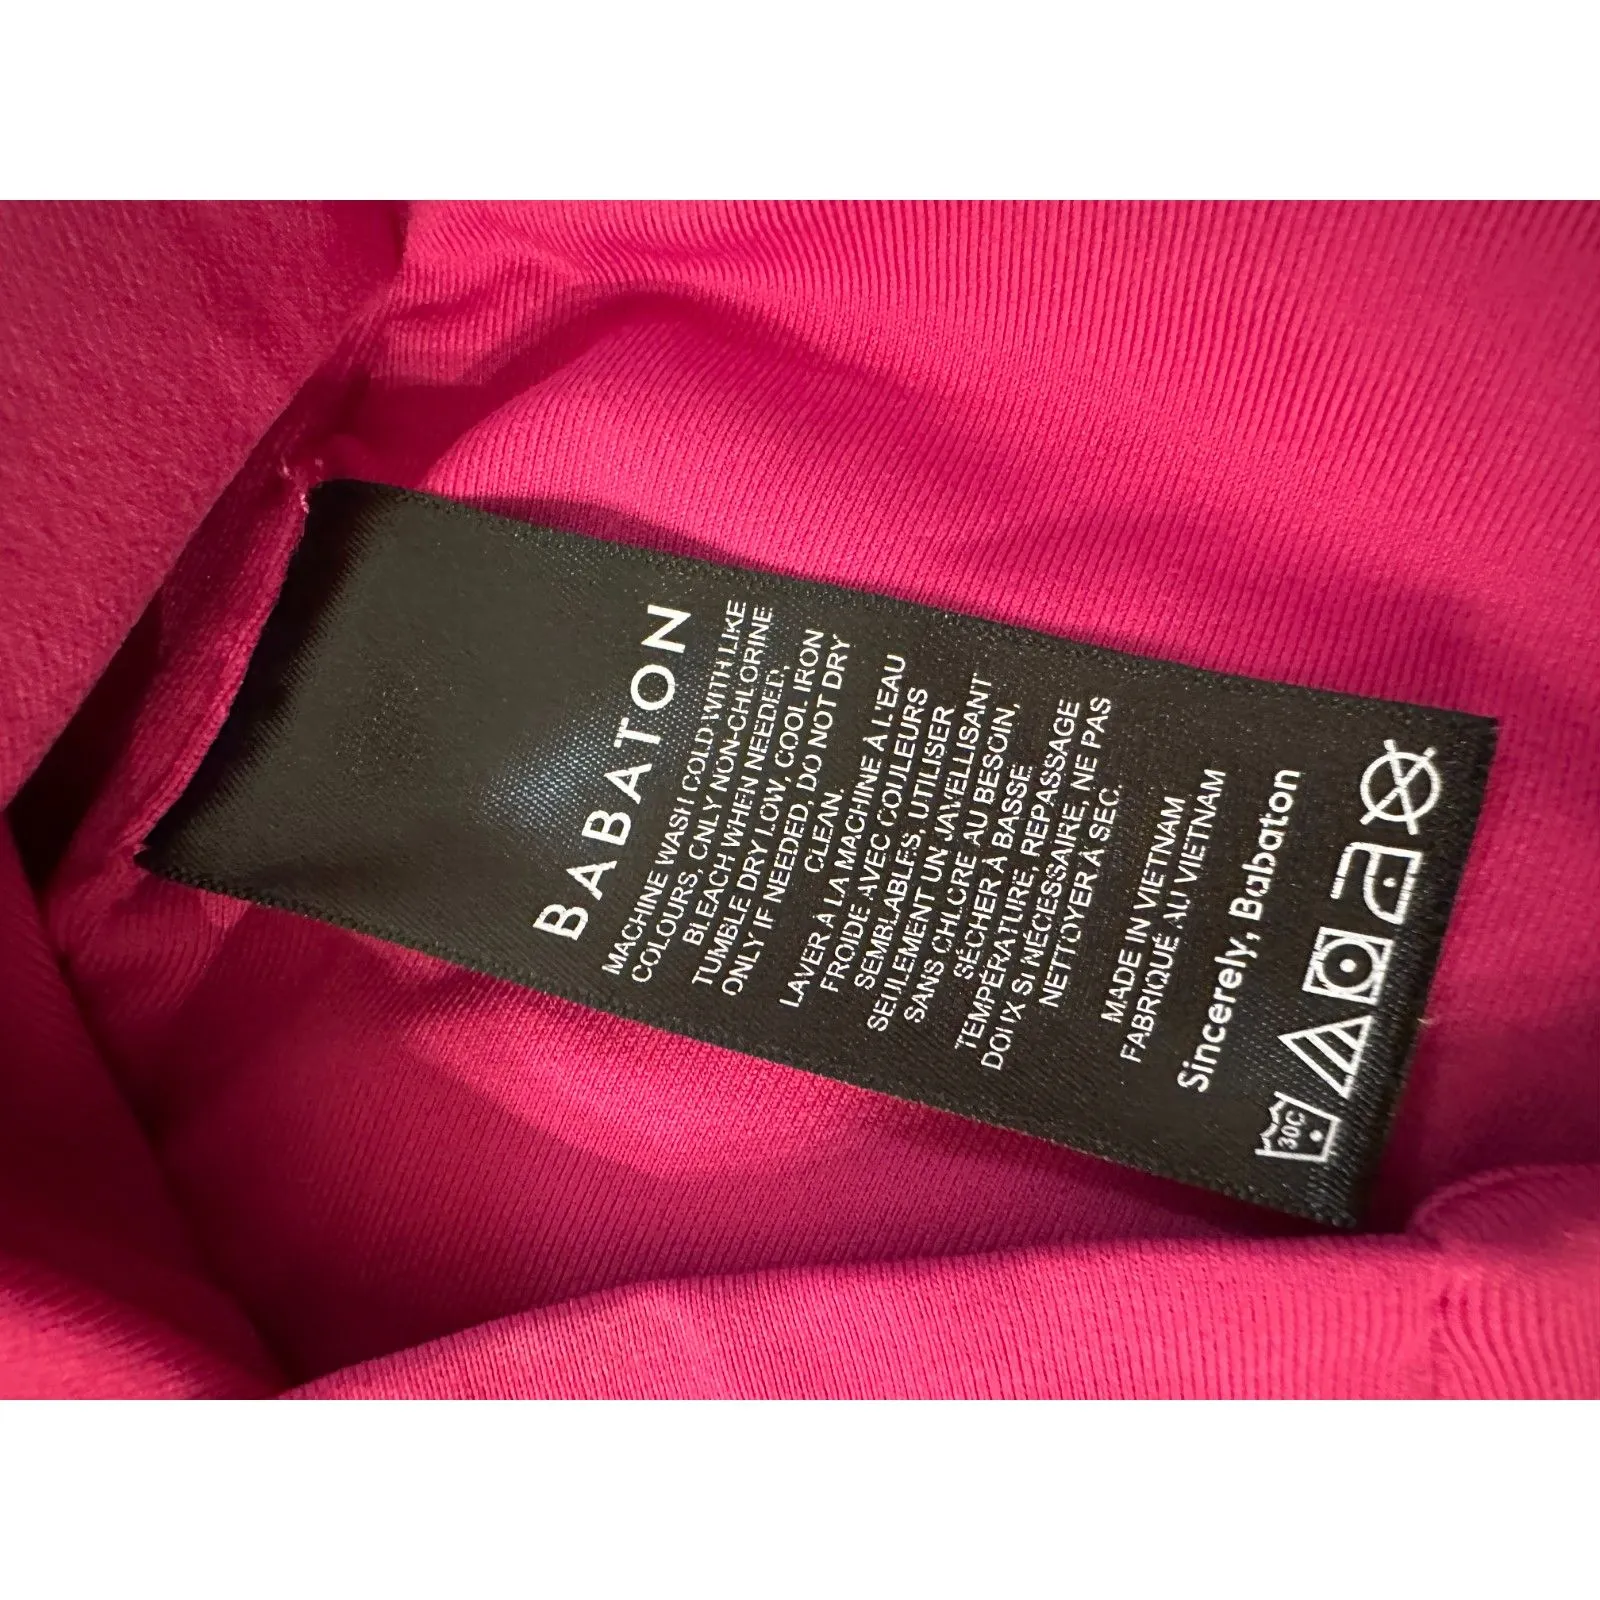 BABATON
MACHINE WASH COLD WITH LIKE
COLOURS, ONLY NON-CHLORINE
BLEACH WHEN NEEDED,
TUMBLE DRY LOW, COOL IRON
ONLY IF NEEDED, DO NOT DRY
CLEAN.
LAVER À LA MACHINE À L'EAU
FROIDE AVEC COULEURS
SEMBLABLES, UTILISER
SEULEMENT UN JAVELLISANT
SANS CHLORE AU BESOIN,
SÉCHER À BASSE
TEMPÉRATURE, REPASSAGE
DOUX SI NÉCESSAIRE, NE PAS
NETTOYER À SEC.
MADE IN VIETNAM
FABRIQUÉ AU VIETNAM
Sincerely, Babaton
30C